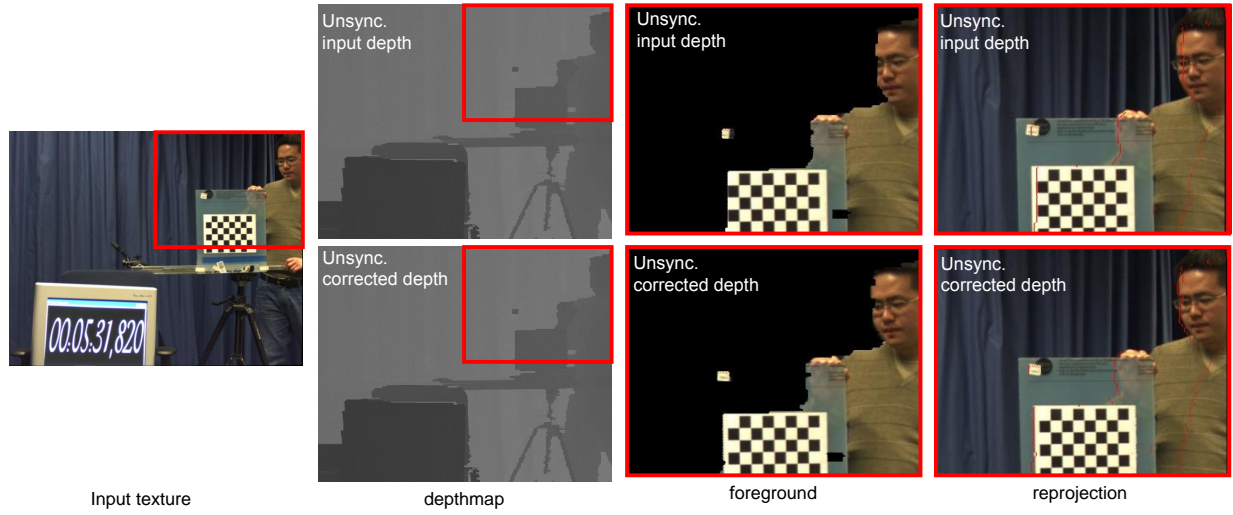 Unsync.
input depth
Unsync.
input depth
Unsync.
input depth
00:05:31,820
Unsync.
corrected depth
Unsync.
corrected depth
Unsync.
corrected depth
Input texture
depthmap
foreground
reprojection